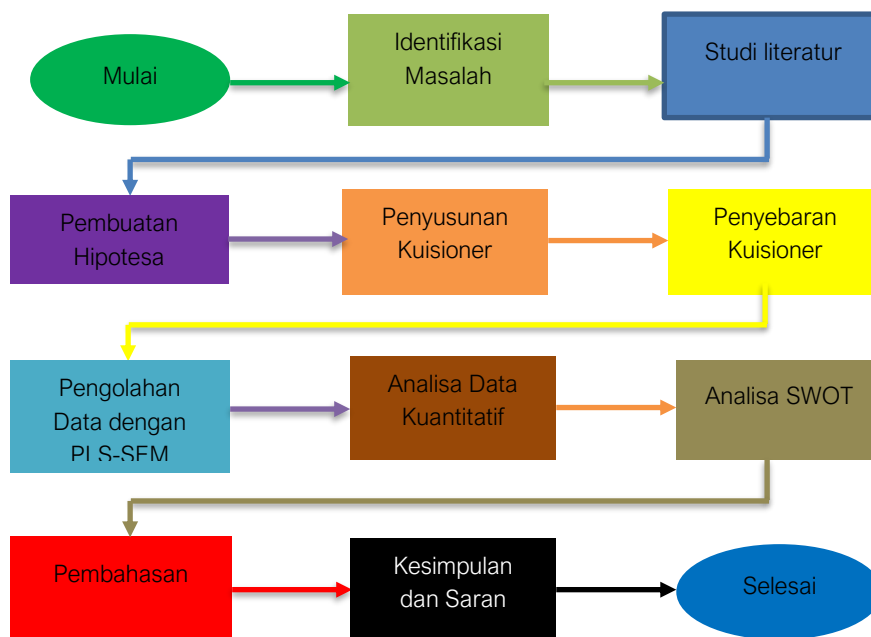 Mulai
Identifikasi
Masalah
Studi literatur
Pembuatan
Hipotesa
Penyusunan
Kuisioner
Penyebaran
Kuisioner
Pengolahan
Data dengan
PLS-SEM
Analisa Data
Kuantitatif
Analisa SWOT
Pembahasan
Kesimpulan
dan Saran
Selesai